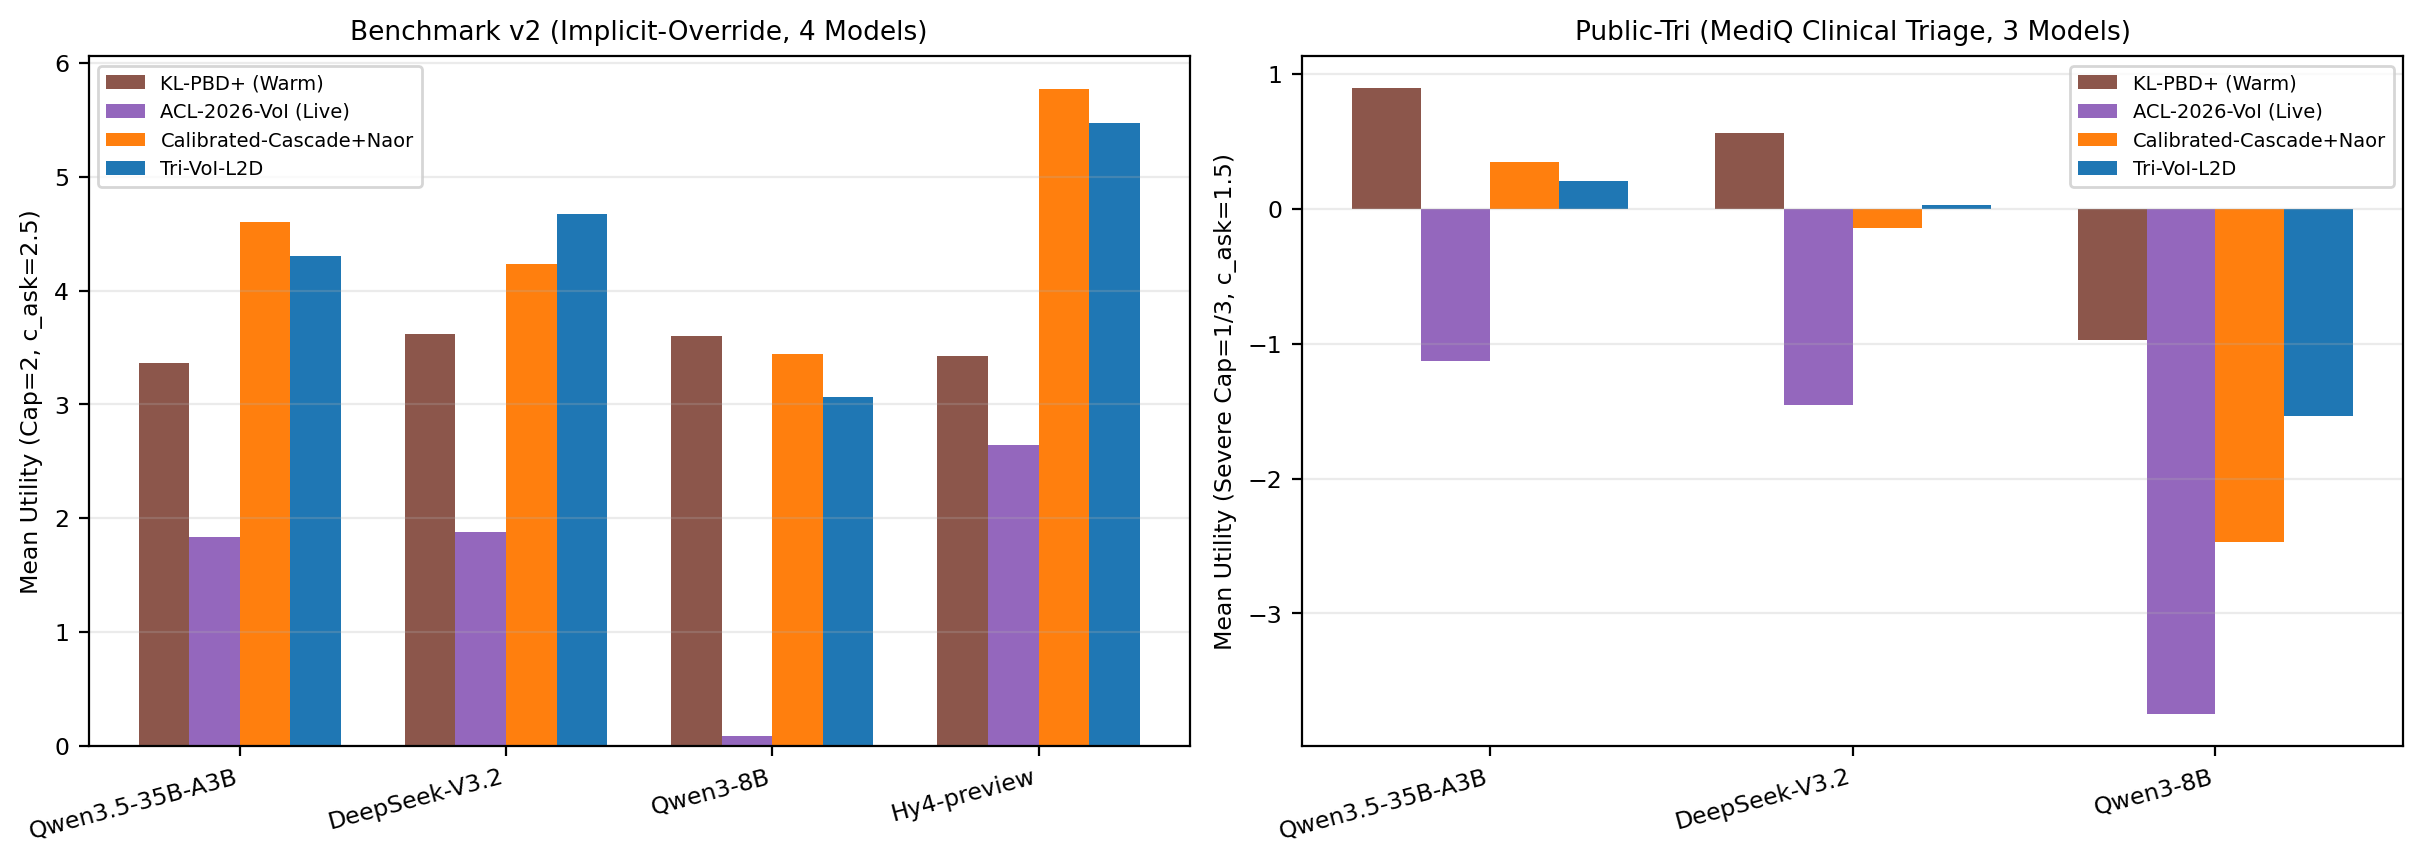 Benchmark v2 (Implicit-Override, 4 Models)
Mean Utility (Cap=2, c_ask=2.5)
6
5
4
3
2
1
0
KL-PBD+ (Warm)
ACL-2026-VoI (Live)
Calibrated-Cascade+Naor
Tri-VoI-L2D
Qwen3.5-35B-A3B
DeepSeek-V3.2
Qwen3-8B
Hy4-preview
Public-Tri (MediQ Clinical Triage, 3 Models)
Mean Utility (Severe Cap=1/3, c_ask=1.5)
1
0
−1
−2
−3
KL-PBD+ (Warm)
ACL-2026-VoI (Live)
Calibrated-Cascade+Naor
Tri-VoI-L2D
Qwen3.5-35B-A3B
DeepSeek-V3.2
Qwen3-8B